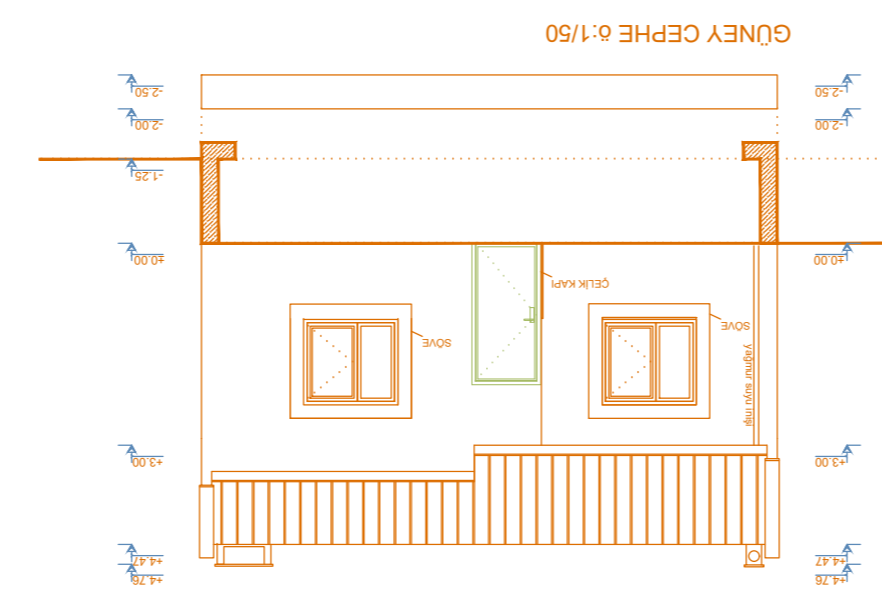 +4.76
+4.76
+4.47
+4.47
+3.00
+3.00
yağmur suyu inişi
SÖVE
SÖVE
ÇELİK KAPI
±0.00
±0.00
-1.25
-2.00
-2.00
-2.50
-2.50
GÜNEY CEPHE ö:1/50